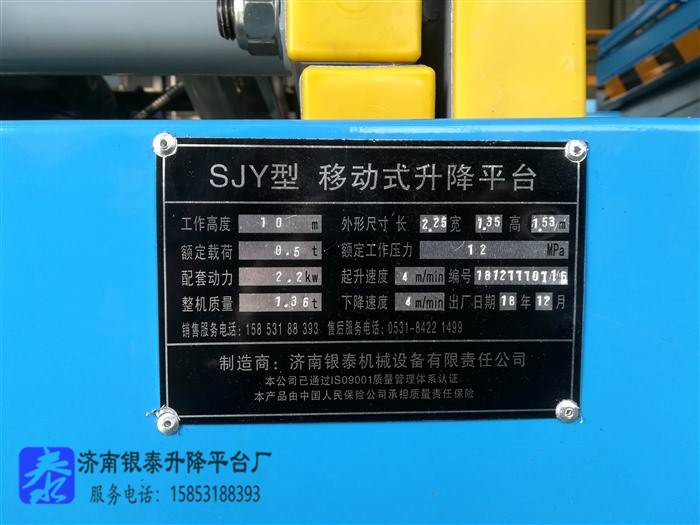 SJY型 移动式升降平台
工作高度 10 m 外形尺寸 长 2.25 宽 1.35 高 1.53 m
额定载荷 0.5 t 额定工作压力 12 MPa
配套动力 2.2 kw 起升速度 4 m/min 编号
整机质量 1.36 t 下降速度 4 m/min 出厂日期 18 年 12 月
销售服务电话: 158 5318 8393 售后服务电话: 0531-8422 1499
制造商: 济南银泰机械设备有限责任公司
本公司已通过ISO9001质量管理体系认证
本产品由中国人民保险公司承担质量责任保险
泰
济南银泰升降平台厂
服务电话: 15853188393